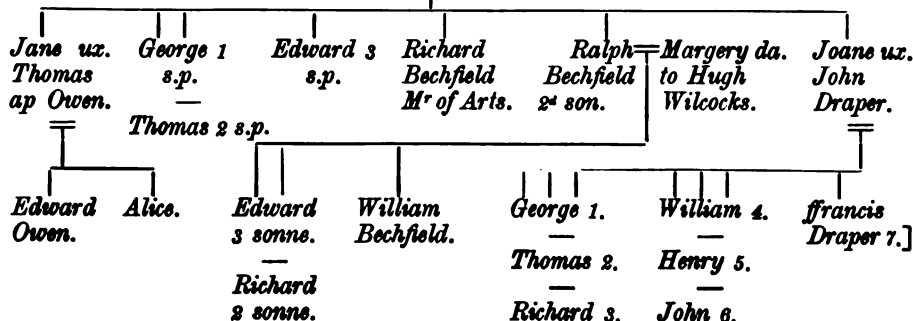 Jane ux.
Thomas
ap Owen.
George 1
s.p.
—
Thomas 2 s.p.
Edward 3
s.p.
Richard
Bechfield
Mr of Arts.
Ralph
Bechfield
2d son.
Margery da.
to Hugh
Wilcocks.
Joane ux.
John
Draper.
Edward
Owen.
Alice.
Edward
3 sonne.
—
Richard
2 sonne.
William
Bechfield.
George 1.
—
Thomas 2.
—
Richard 3.
William 4.
—
Henry 5.
—
John 6.
ffrancis
Draper 7.]